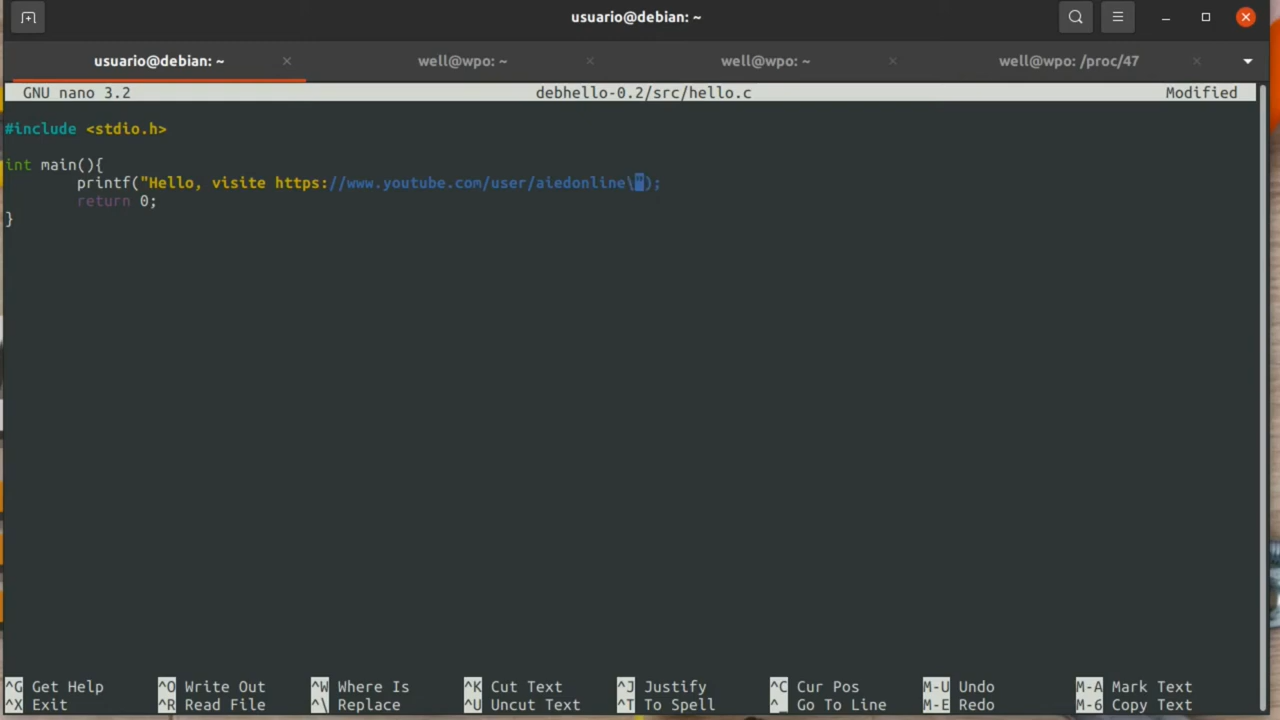 usuario@debian: ~
usuario@debian: ~ well@wpo: ~ well@wpo: ~ well@wpo: /proc/47
GNU nano 3.2 debhello-0.2/src/hello.c Modified
#include <stdio.h>
int main(){
printf("Hello, visite https://www.youtube.com/user/aiedonline\");
return 0;
}
^G Get Help ^O Write Out ^W Where Is ^K Cut Text ^J Justify ^C Cur Pos M-U Undo M-A Mark Text
^X Exit ^R Read File ^\ Replace ^U Uncut Text ^T To Spell ^_ Go To Line M-E Redo M-6 Copy Text